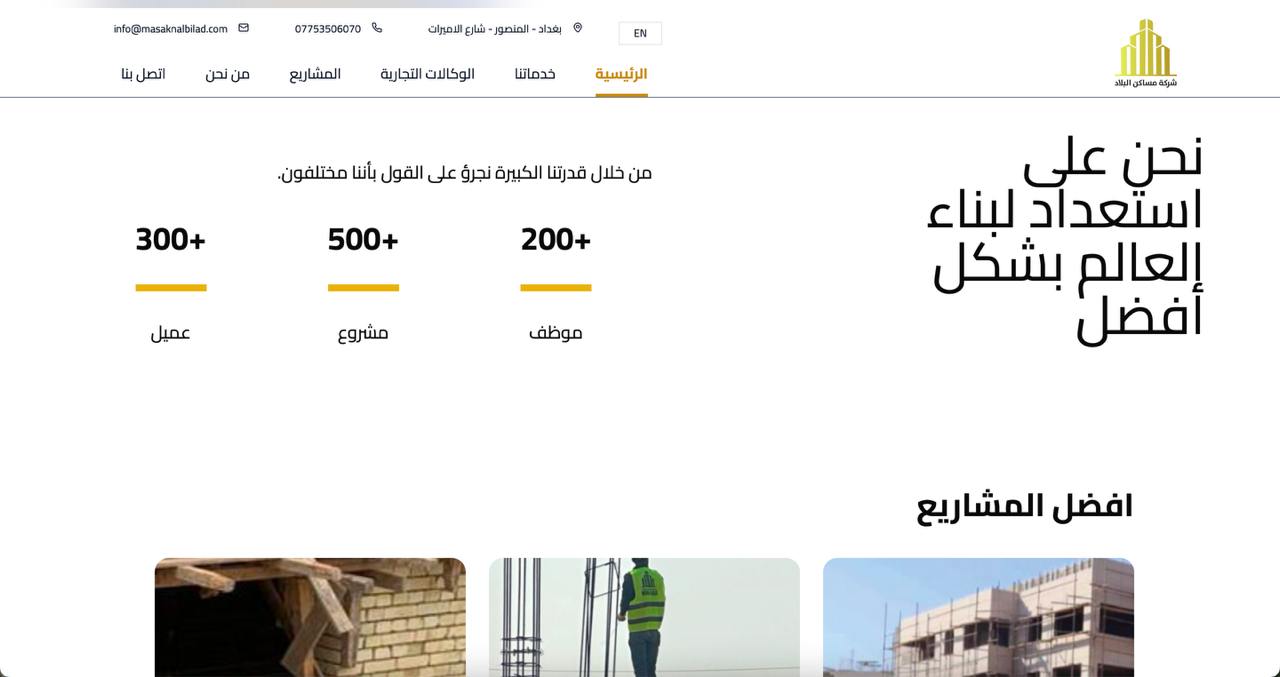 شركة مساكن البلاد
EN
بغداد - المنصور - شارع الاميرات
07753506070
info@masaknalbilad.com
الرئيسية
خدماتنا
الوكالات التجارية
المشاريع
من نحن
اتصل بنا
نحن على
استعداد لبناء
العالم بشكل
افضل
من خلال قدرتنا الكبيرة نجرؤ على القول بأننا مختلفون.
200+
موظف
500+
مشروع
300+
عميل
افضل المشاريع